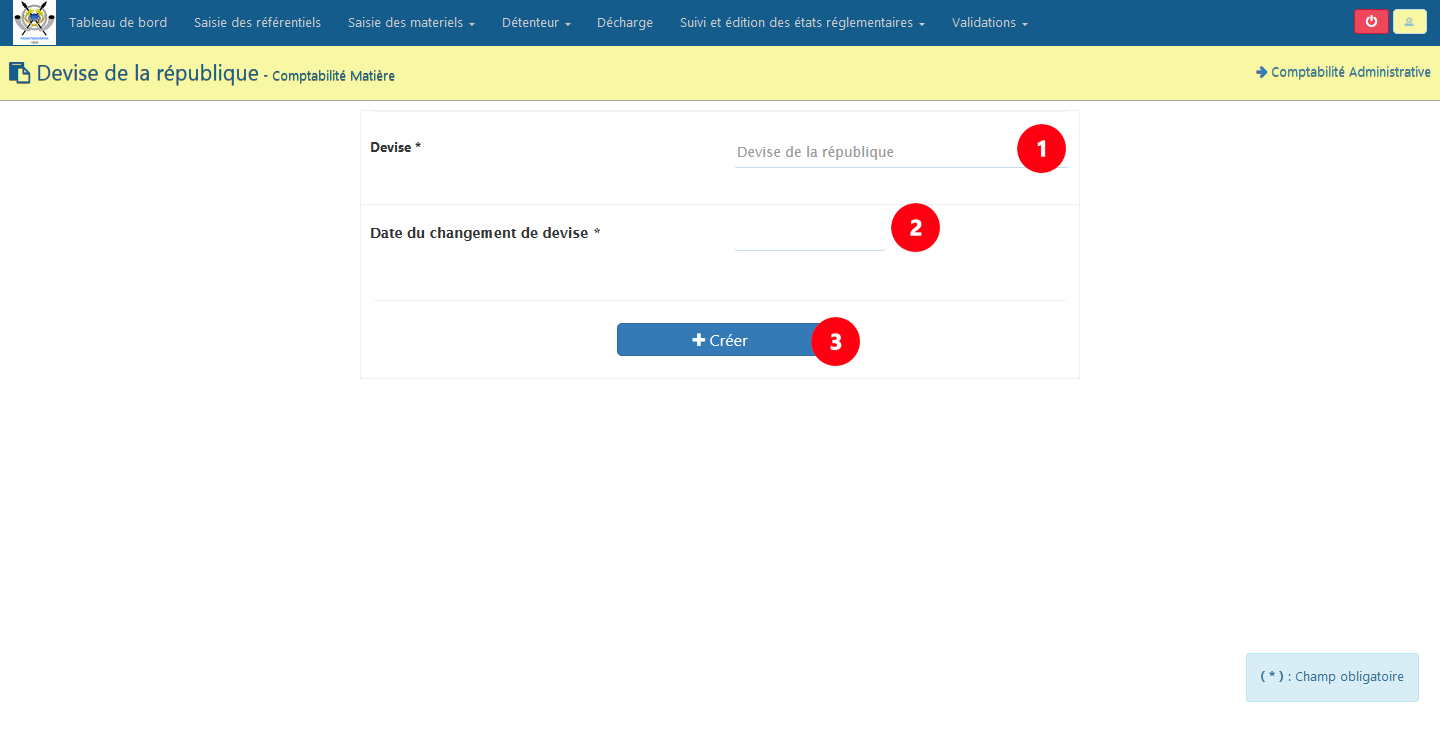 Tableau de bord Saisie des référentiels Saisie des materiels Détenteur Décharge Suivi et édition des états réglementaires Validations
Devise de la république - Comptabilité Matière
Comptabilité Administrative
Devise * Devise de la république 1
Date du changement de devise * 2
Créer 3
( * ) : Champ obligatoire